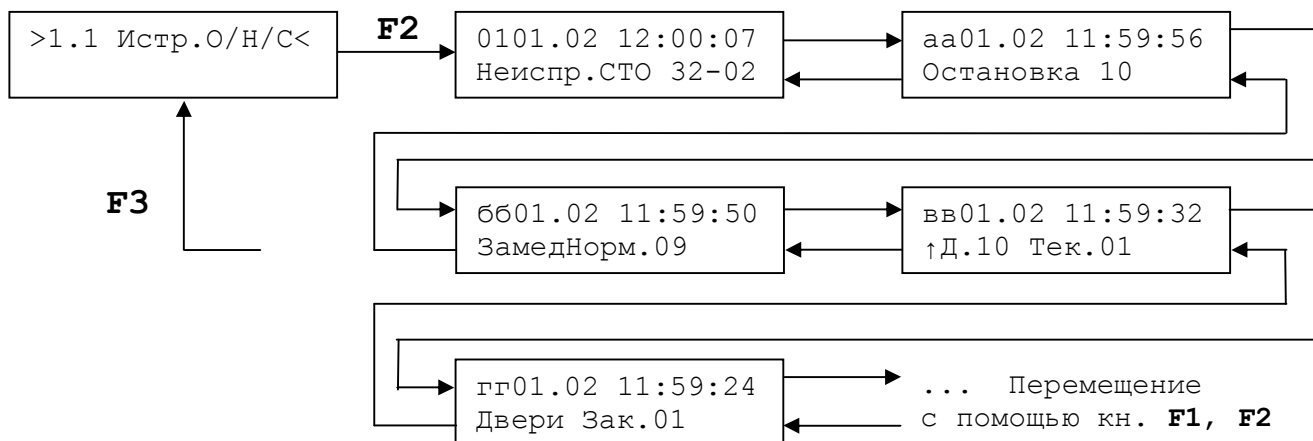 >1.1 Истр.О/Н/С<
F2
0101.02 12:00:07
Неиспр.СТО 32-02
аа01.02 11:59:56
Остановка 10
F3
бб01.02 11:59:50
ЗамедНорм.09
вв01.02 11:59:32
↑Д.10 Тек.01
гг01.02 11:59:24
Двери Зак.01
... Перемещение
с помощью кн. F1, F2